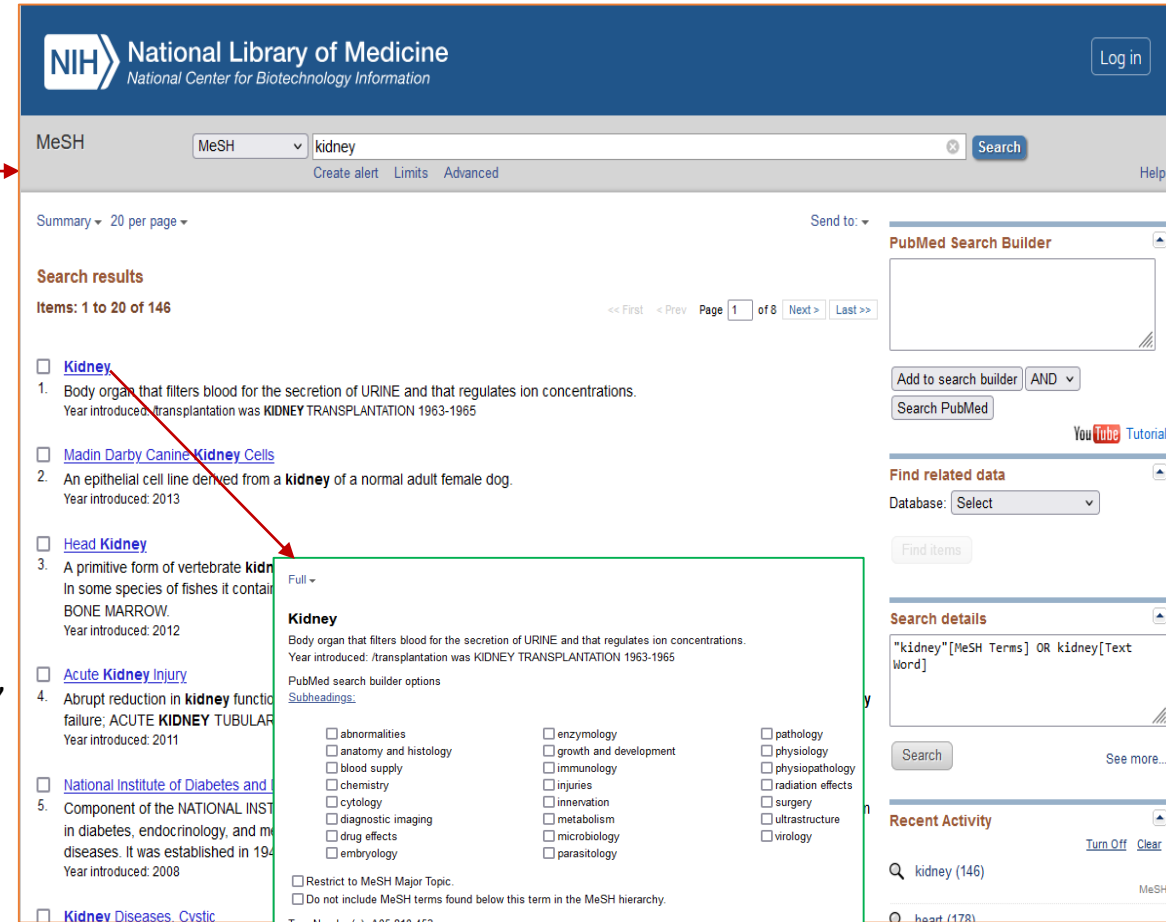 NIH National Library of Medicine
National Center for Biotechnology Information
Log in
MeSH
MeSH
kidney
Search
Create alert Limits Advanced
Help
Summary 20 per page
Send to:
Search results
Items: 1 to 20 of 146
<< First < Prev Page 1 of 8 Next > Last >>
Kidney
1. Body organ that filters blood for the secretion of URINE and that regulates ion concentrations.
Year introduced: /transplantation was KIDNEY TRANSPLANTATION 1963-1965
Madin Darby Canine Kidney Cells
2. An epithelial cell line derived from a kidney of a normal adult female dog.
Year introduced: 2013
Head Kidney
3. A primitive form of vertebrate
In some species of fishes it
BONE MARROW.
Year introduced: 2012
Acute Kidney Injury
4. Abrupt reduction in kidney
failure; ACUTE KIDNEY TUBULAR
Year introduced: 2011
National Institute of Diabetes and
5. Component of the NATIONAL
in diabetes, endocrinology, and
diseases. It was established in
Year introduced: 2008
Kidney Diseases, Cystic
Full
Kidney
Body organ that filters blood for the secretion of URINE and that regulates ion concentrations.
Year introduced: /transplantation was KIDNEY TRANSPLANTATION 1963-1965
PubMed search builder options
Subheadings:
abnormalities
anatomy and histology
blood supply
chemistry
cytology
diagnostic imaging
drug effects
embryology
enzymology
growth and development
immunology
injuries
innervation
metabolism
microbiology
parasitology
pathology
physiology
physiopathology
radiation effects
surgery
ultrastructure
virology
Restrict to MeSH Major Topic.
Do not include MeSH terms found below this term in the MeSH hierarchy.
PubMed Search Builder
Add to search builder AND
Search PubMed
YouTube Tutorial
Find related data
Database: Select
Find items
Search details
"kidney"[MeSH Terms] OR kidney[Text
Word]
Search
See more...
Recent Activity
Turn Off Clear
kidney (146)
MeSH
heart (178)